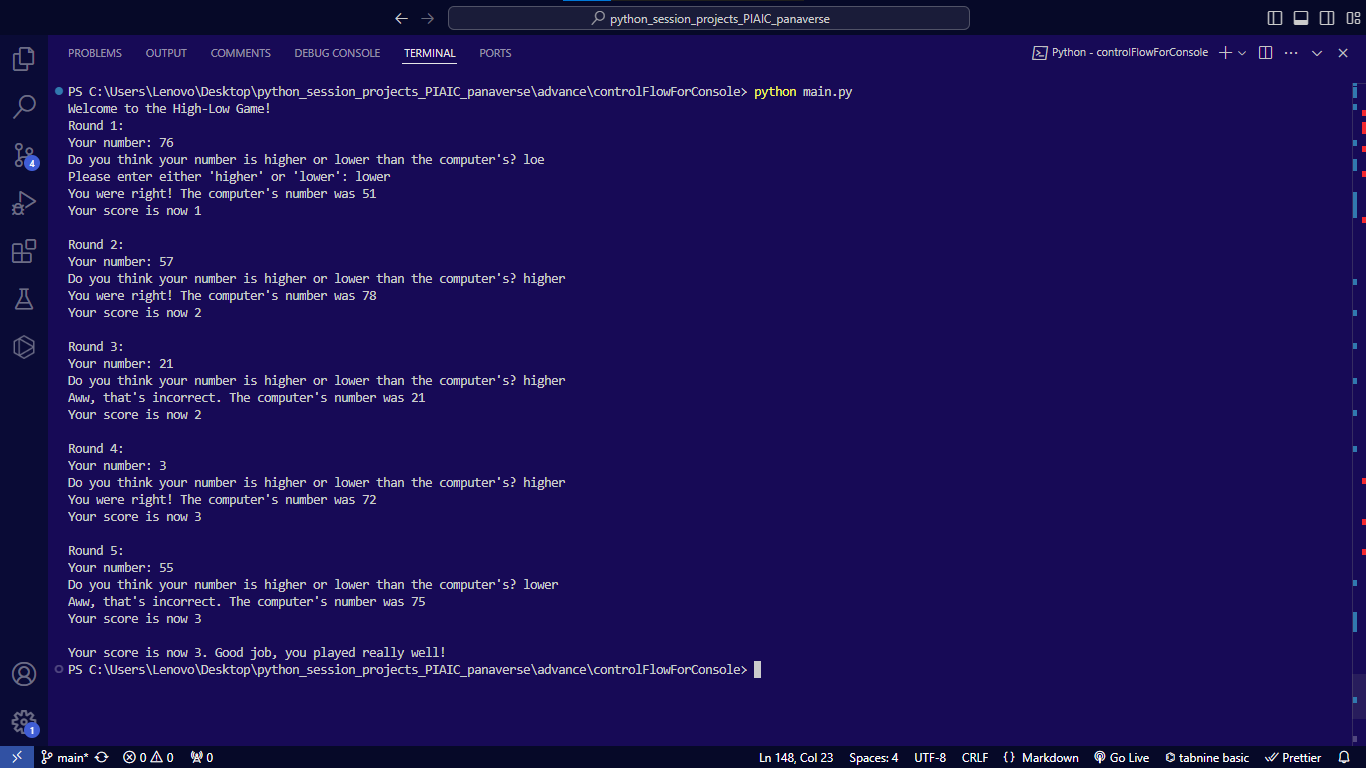 python_session_projects_PIAIC_panaverse
PROBLEMS OUTPUT COMMENTS DEBUG CONSOLE TERMINAL PORTS Python - controlFlowForConsole
PS C:\Users\Lenovo\Desktop\python_session_projects_PIAIC_panaverse\advance\controlFlowForConsole> python main.py
Welcome to the High-Low Game!
Round 1:
Your number: 76
Do you think your number is higher or lower than the computer's? loe
Please enter either 'higher' or 'lower': lower
You were right! The computer's number was 51
Your score is now 1
Round 2:
Your number: 57
Do you think your number is higher or lower than the computer's? higher
You were right! The computer's number was 78
Your score is now 2
Round 3:
Your number: 21
Do you think your number is higher or lower than the computer's? higher
Aww, that's incorrect. The computer's number was 21
Your score is now 2
Round 4:
Your number: 3
Do you think your number is higher or lower than the computer's? higher
You were right! The computer's number was 72
Your score is now 3
Round 5:
Your number: 55
Do you think your number is higher or lower than the computer's? lower
Aww, that's incorrect. The computer's number was 75
Your score is now 3
Your score is now 3. Good job, you played really well!
PS C:\Users\Lenovo\Desktop\python_session_projects_PIAIC_panaverse\advance\controlFlowForConsole>
4
1
main* 0 0 0 Ln 148, Col 23 Spaces: 4 UTF-8 CRLF {} Markdown Go Live tabnine basic Prettier